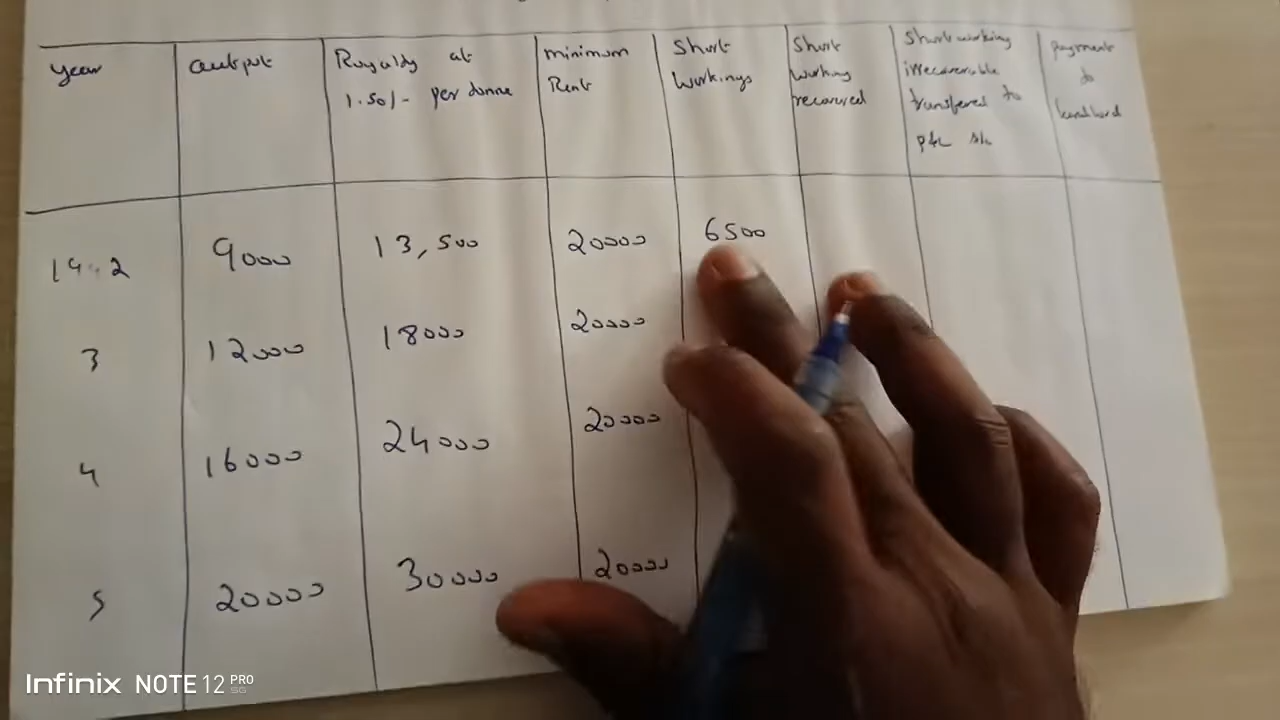 year
output
Royalty at
1.50/- per tonne
minimum
Rent
Short
Workings
Short
working
recovered
Short working
irrecoverable
transfered to
P&L A/c
payment
to
landlord
9000
13,500
20000
6500
3
12000
18000
20000
4
16000
24000
20000
5
20000
30000
20000
Infinix NOTE 12 PRO
5G